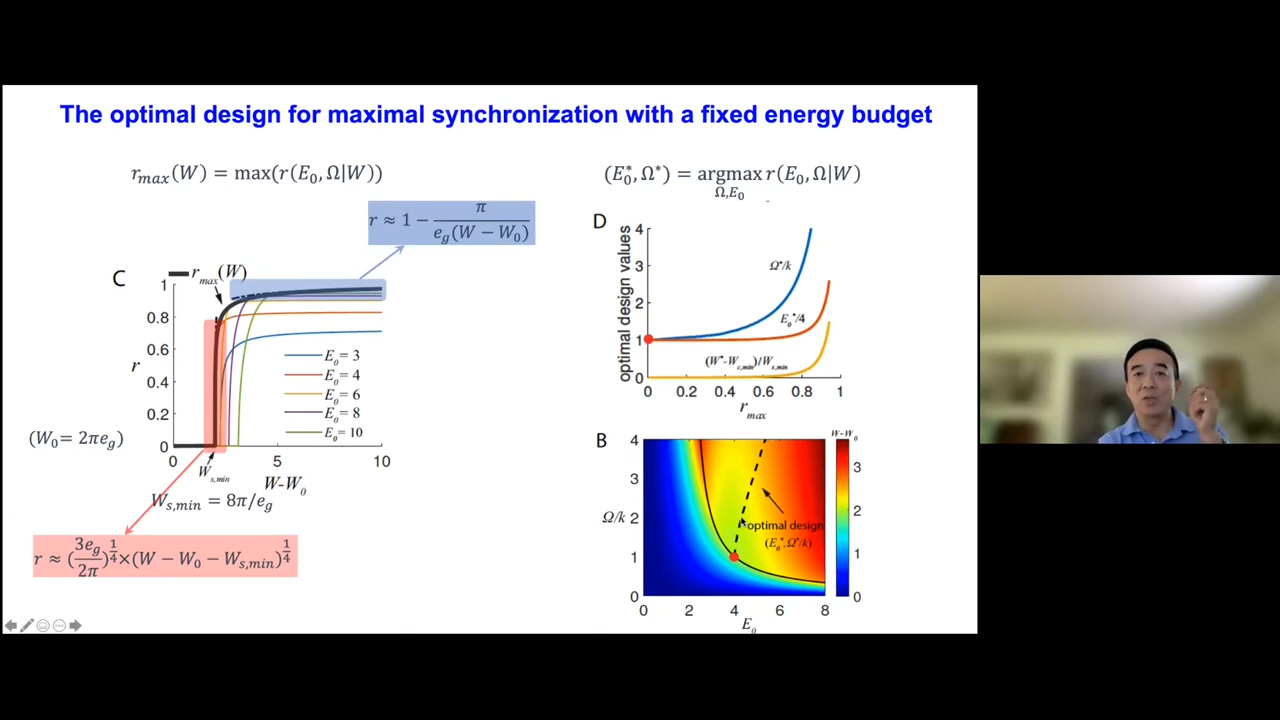 The optimal design for maximal synchronization with a fixed energy budget
r_max(W) = max(r(E_0, Ω|W))
(E_0^*, Ω^*) = argmax r(E_0, Ω|W)
Ω,E_0
r ≈ 1 − π / (e_g(W − W_0))
C
r_max(W)
1
0.8
0.6
0.4
0.2
0
r
E_0= 3
E_0= 4
E_0= 6
E_0= 8
E_0= 10
0
5
10
W_s,min
W-W_0
(W_0= 2πe_g)
W_s,min = 8π/e_g
r ≈ (3e_g/2π)^(1/4)×(W − W_0 − W_s,min)^(1/4)
D
optimal design values
4
3
2
1
0
Ω^*/k
E_0^*/4
(W^*-W_c,min)/W_s,min
0
0.2
0.4
0.6
0.8
1
r_max
B
4
3
Ω/k 2
1
0
optimal design
(E_0^*,Ω^*/k)
0
2
4
6
8
E_0
W-W_0
3
2
1
0